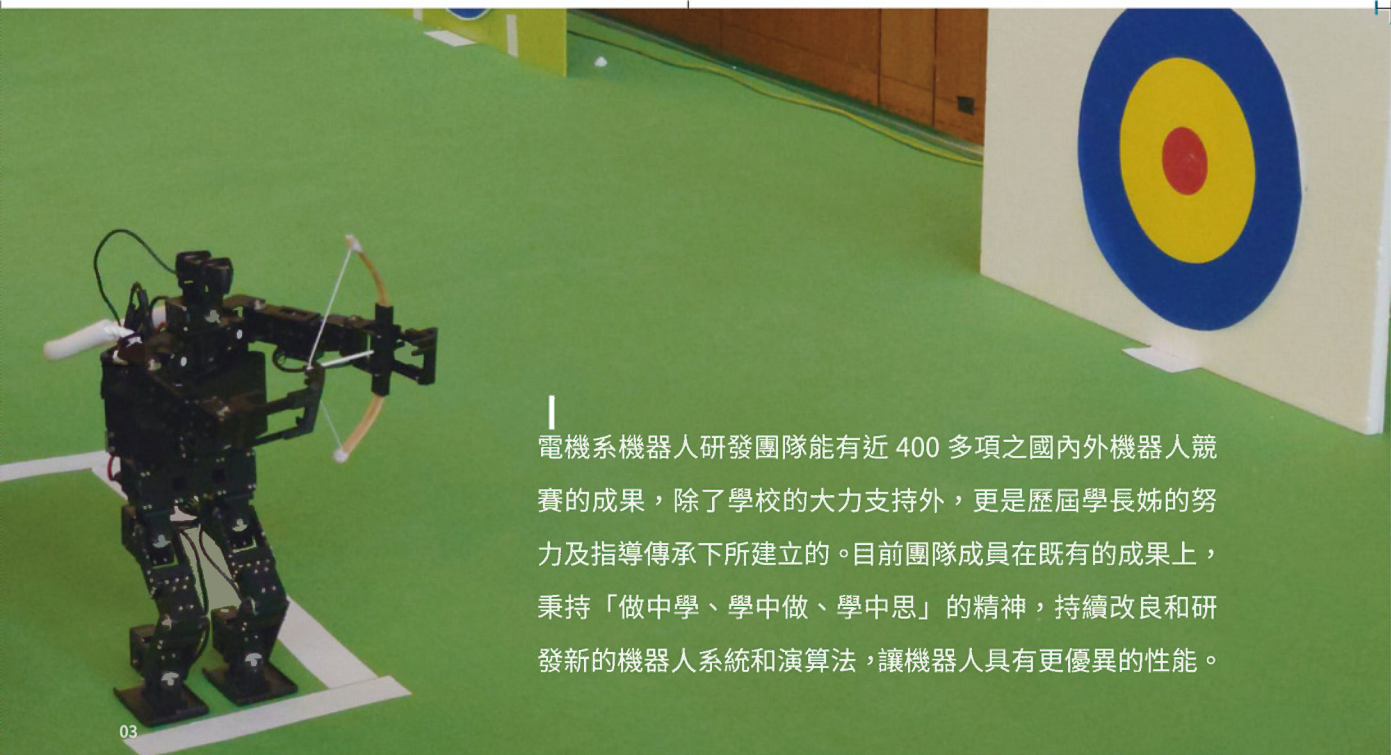 電機系機器人研發團隊能有近 400 多項之國內外機器人競
賽的成果，除了學校的大力支持外，更是歷屆學長姊的努
力及指導傳承下所建立的。目前團隊成員在既有的成果上，
秉持「做中學、學中做、學中思」的精神，持續改良和研
發新的機器人系統和演算法，讓機器人具有更優異的性能。
03